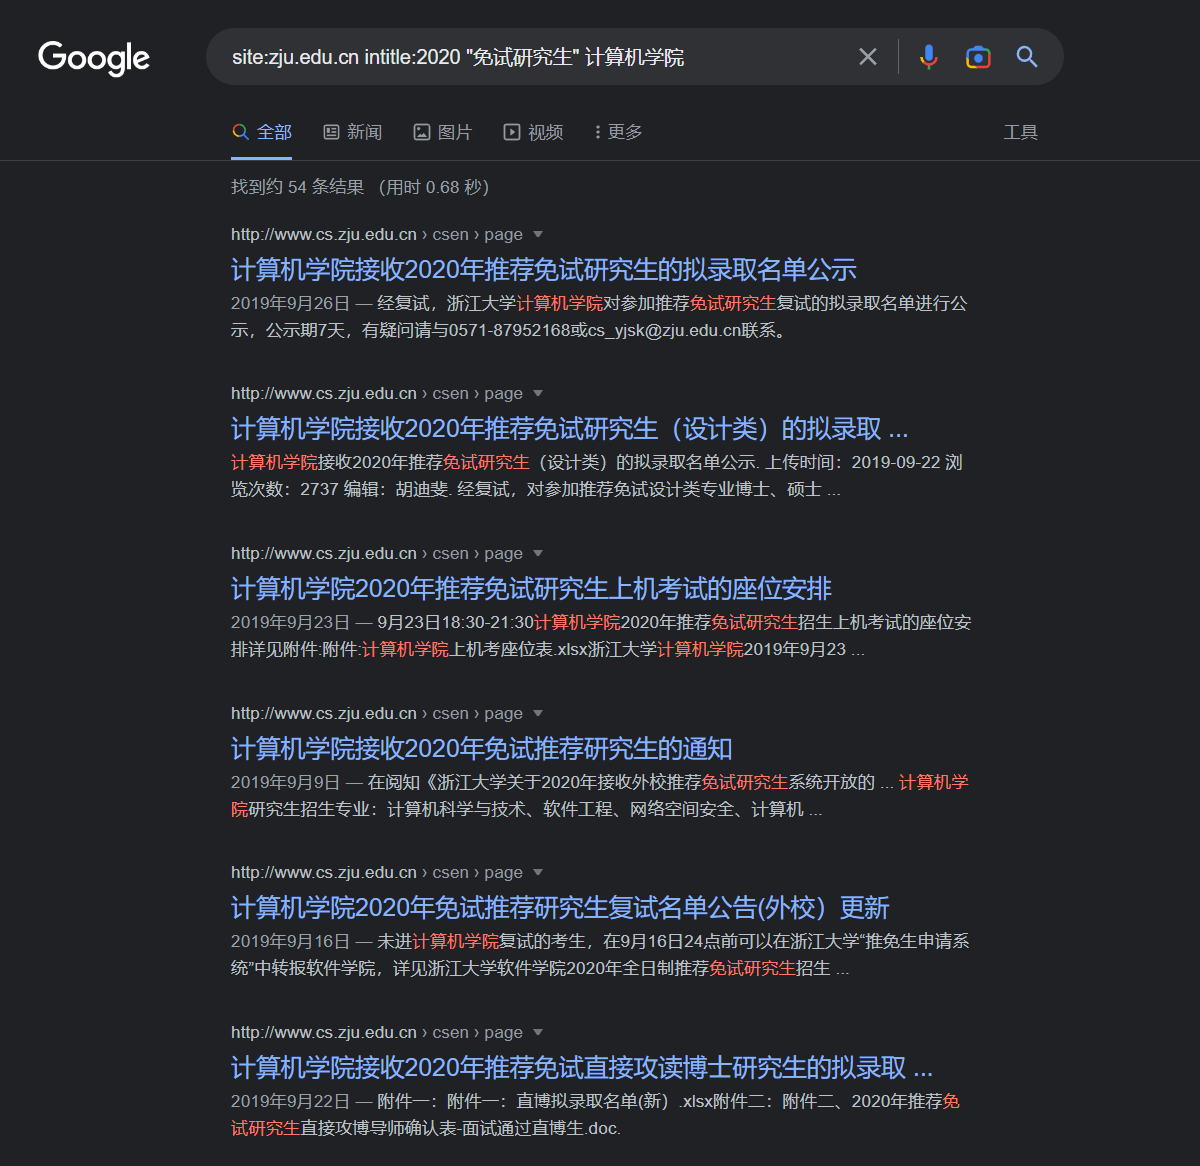 Google
site:zju.edu.cn intitle:2020 "免试研究生" 计算机学院
全部 新闻 图片 视频 更多 工具
找到约 54 条结果 （用时 0.68 秒）
http://www.cs.zju.edu.cn › csen › page
计算机学院接收2020年推荐免试研究生的拟录取名单公示
2019年9月26日 — 经复试，浙江大学计算机学院对参加推荐免试研究生复试的拟录取名单进行公
示，公示期7天，有疑问请与0571-87952168或cs_yjsk@zju.edu.cn联系。
http://www.cs.zju.edu.cn › csen › page
计算机学院接收2020年推荐免试研究生（设计类）的拟录取 ...
计算机学院接收2020年推荐免试研究生（设计类）的拟录取名单公示. 上传时间：2019-09-22 浏
览次数：2737 编辑：胡迪斐. 经复试，对参加推荐免试设计类专业博士、硕士 ...
http://www.cs.zju.edu.cn › csen › page
计算机学院2020年推荐免试研究生上机考试的座位安排
2019年9月23日 — 9月23日18:30-21:30计算机学院2020年推荐免试研究生招生上机考试的座位安
排详见附件:附件:计算机学院上机考座位表.xlsx浙江大学计算机学院2019年9月23 ...
http://www.cs.zju.edu.cn › csen › page
计算机学院接收2020年免试推荐研究生的通知
2019年9月9日 — 在阅知《浙江大学关于2020年接收外校推荐免试研究生系统开放的 ... 计算机学
院研究生招生专业：计算机科学与技术、软件工程、网络空间安全、计算机 ...
http://www.cs.zju.edu.cn › csen › page
计算机学院2020年免试推荐研究生复试名单公告(外校）更新
2019年9月16日 — 未进计算机学院复试的考生，在9月16日24点前可以在浙江大学“推免生申请系
统”中转报软件学院，详见浙江大学软件学院2020年全日制推荐免试研究生招生 ...
http://www.cs.zju.edu.cn › csen › page
计算机学院接收2020年推荐免试直接攻读博士研究生的拟录取 ...
2019年9月22日 — 附件一：附件一：直博拟录取名单(新）.xlsx附件二：附件二、2020年推荐免
试研究生直接攻博导师确认表-面试通过直博生.doc.